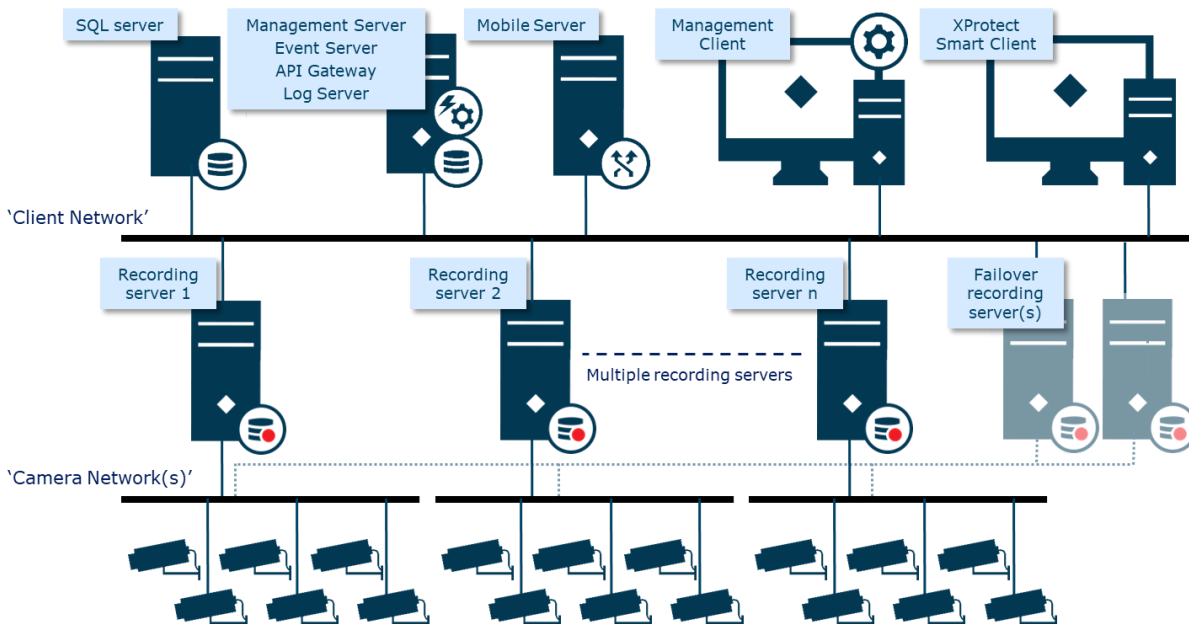 SQL server
Management Server
Event Server
API Gateway
Log Server
Mobile Server
Management
Client
XProtect
Smart Client
‘Client Network’
Recording
server 1
Recording
server 2
Recording
server n
Failover
recording
server(s)
Multiple recording servers
‘Camera Network(s)’